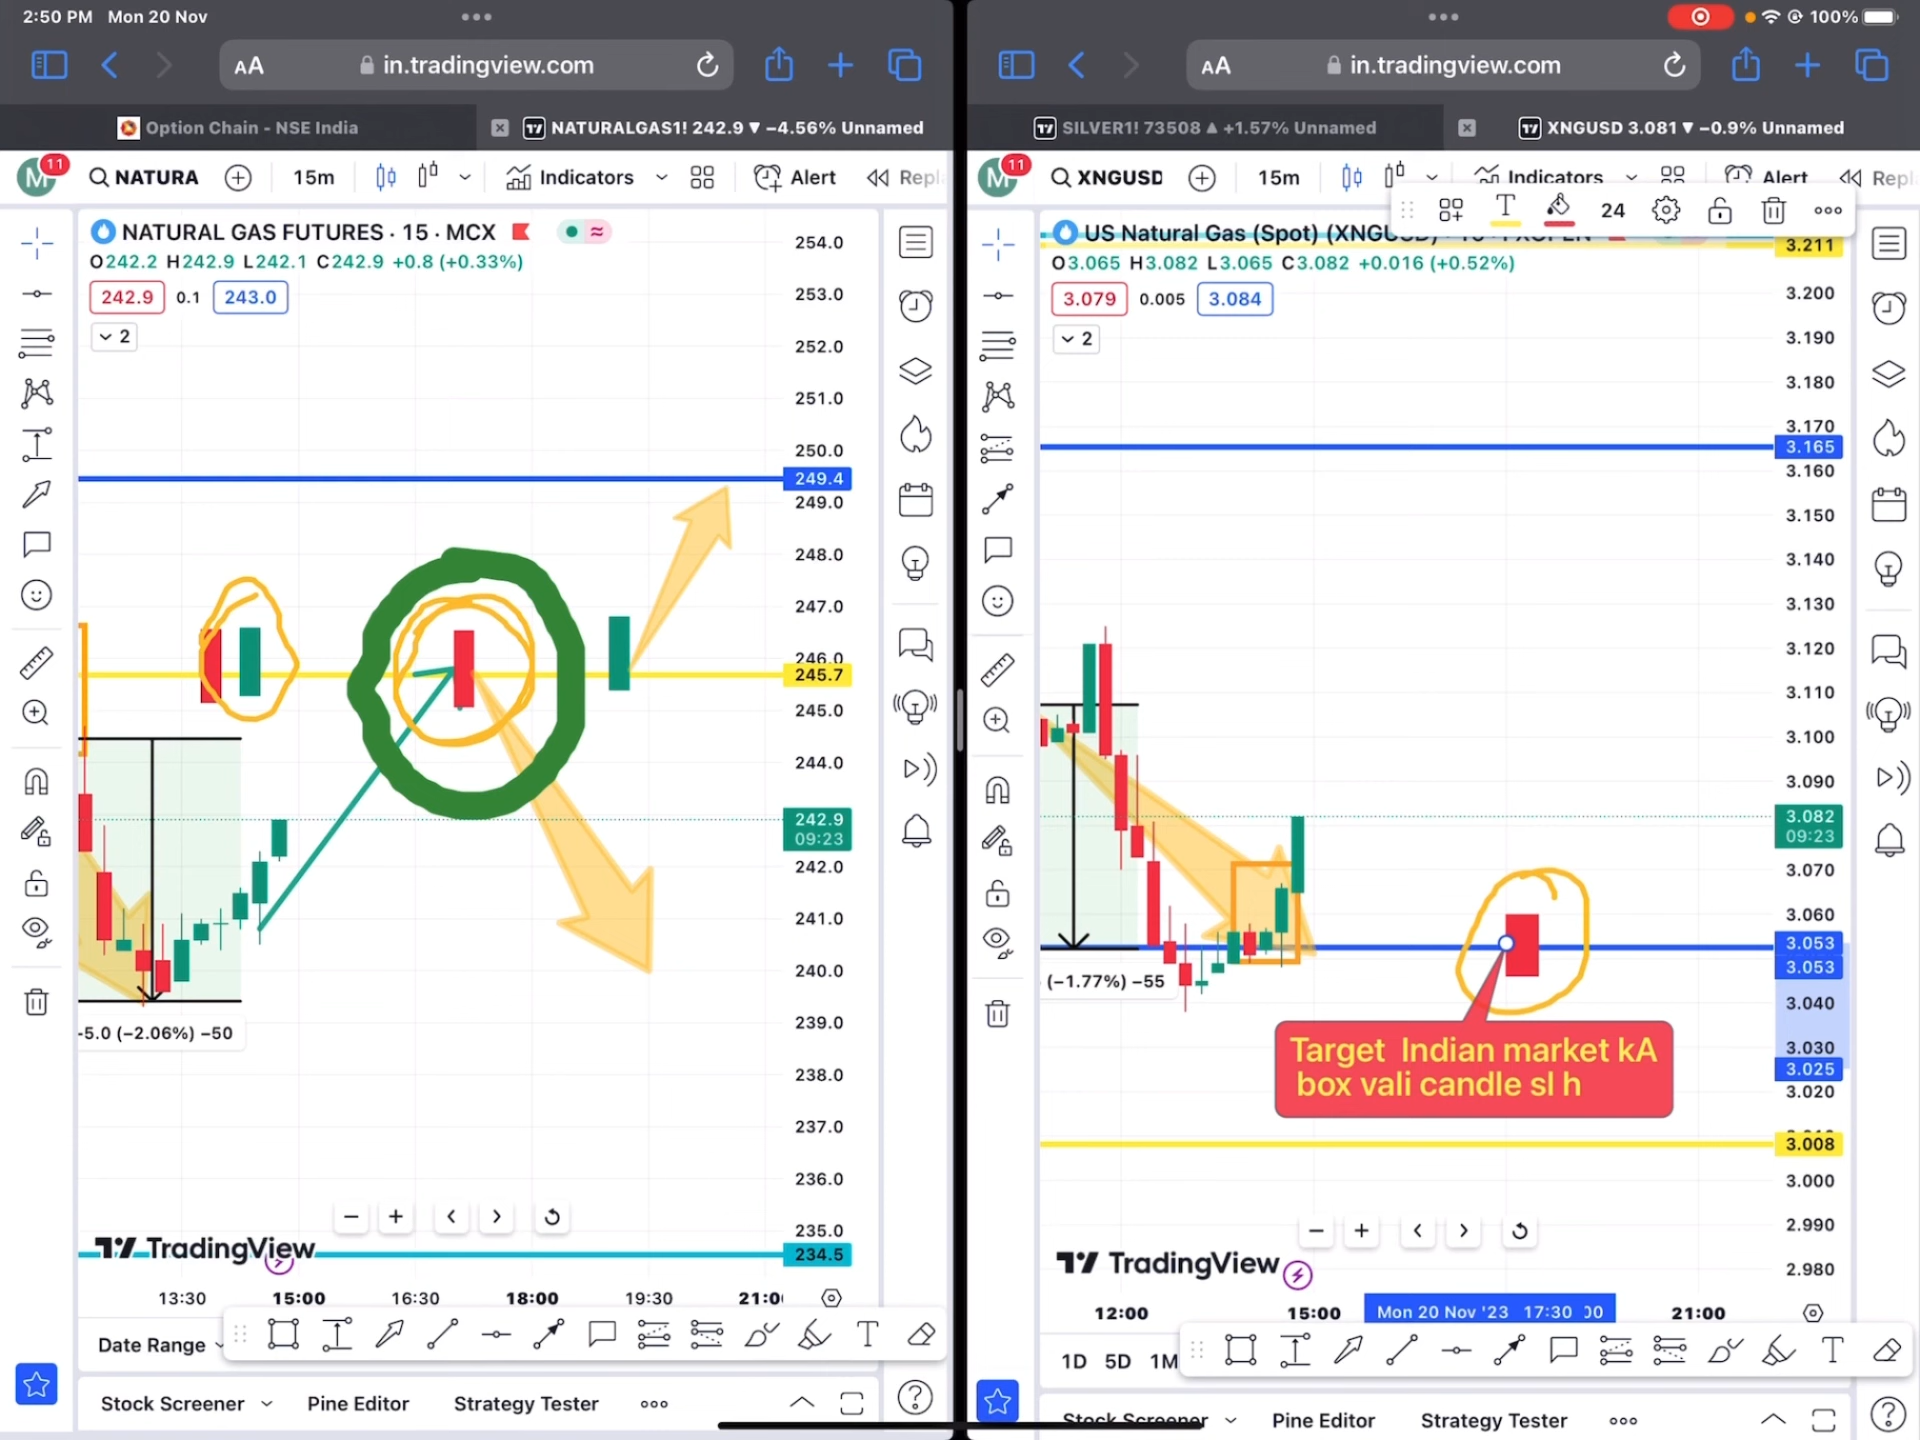 2:50 PM Mon 20 Nov
100%
AA in.tradingview.com
AA in.tradingview.com
Option Chain - NSE India
NATURALGAS1! 242.9 ▼ −4.56% Unnamed
SILVER1! 73508 ▲ +1.57% Unnamed
XNGUSD 3.081 ▼ −0.9% Unnamed
M 11 NATURA 15m Indicators Alert
M 11 XNGUSD 15m Indicators Alert
24
NATURAL GAS FUTURES · 15 · MCX
O242.2 H242.9 L242.1 C242.9 +0.8 (+0.33%)
242.9 0.1 243.0
2
254.0
253.0
252.0
251.0
250.0
249.4
249.0
248.0
247.0
246.0
245.7
245.0
244.0
242.9
09:23
242.0
241.0
240.0
239.0
238.0
237.0
236.0
235.0
234.5
-5.0 (−2.06%) −50
TradingView
13:30 15:00 16:30 18:00 19:30
Date Range
T
Stock Screener Pine Editor Strategy Tester
US Natural Gas (Spot) (XNGUSD)
O3.065 H3.082 L3.065 C3.082 +0.016 (+0.52%)
3.079 0.005 3.084
2
3.211
3.200
3.190
3.180
3.170
3.165
3.160
3.150
3.140
3.130
3.120
3.110
3.100
3.090
3.082
09:23
3.070
3.060
3.053
3.053
3.040
3.030
3.025
3.020
3.008
3.000
2.990
2.980
(−1.77%) −55
Target Indian market kA
box vali candle sl h
TradingView
12:00 15:00 Mon 20 Nov '23 17:30 21:00
1D 5D 1M
T
Stock Screener Pine Editor Strategy Tester